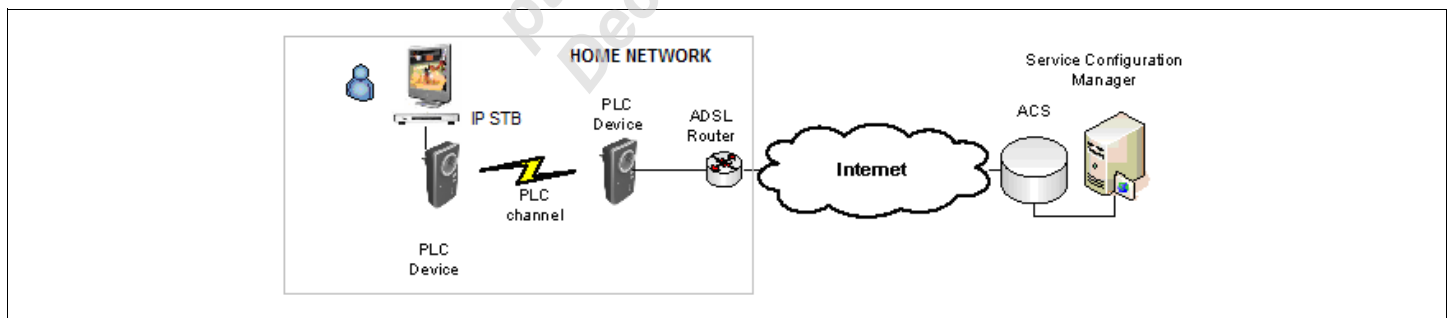 HOME NETWORK
IP STB
PLC
Device
PLC
channel
PLC
Device
ADSL
Router
Internet
Service Configuration
Manager
ACS